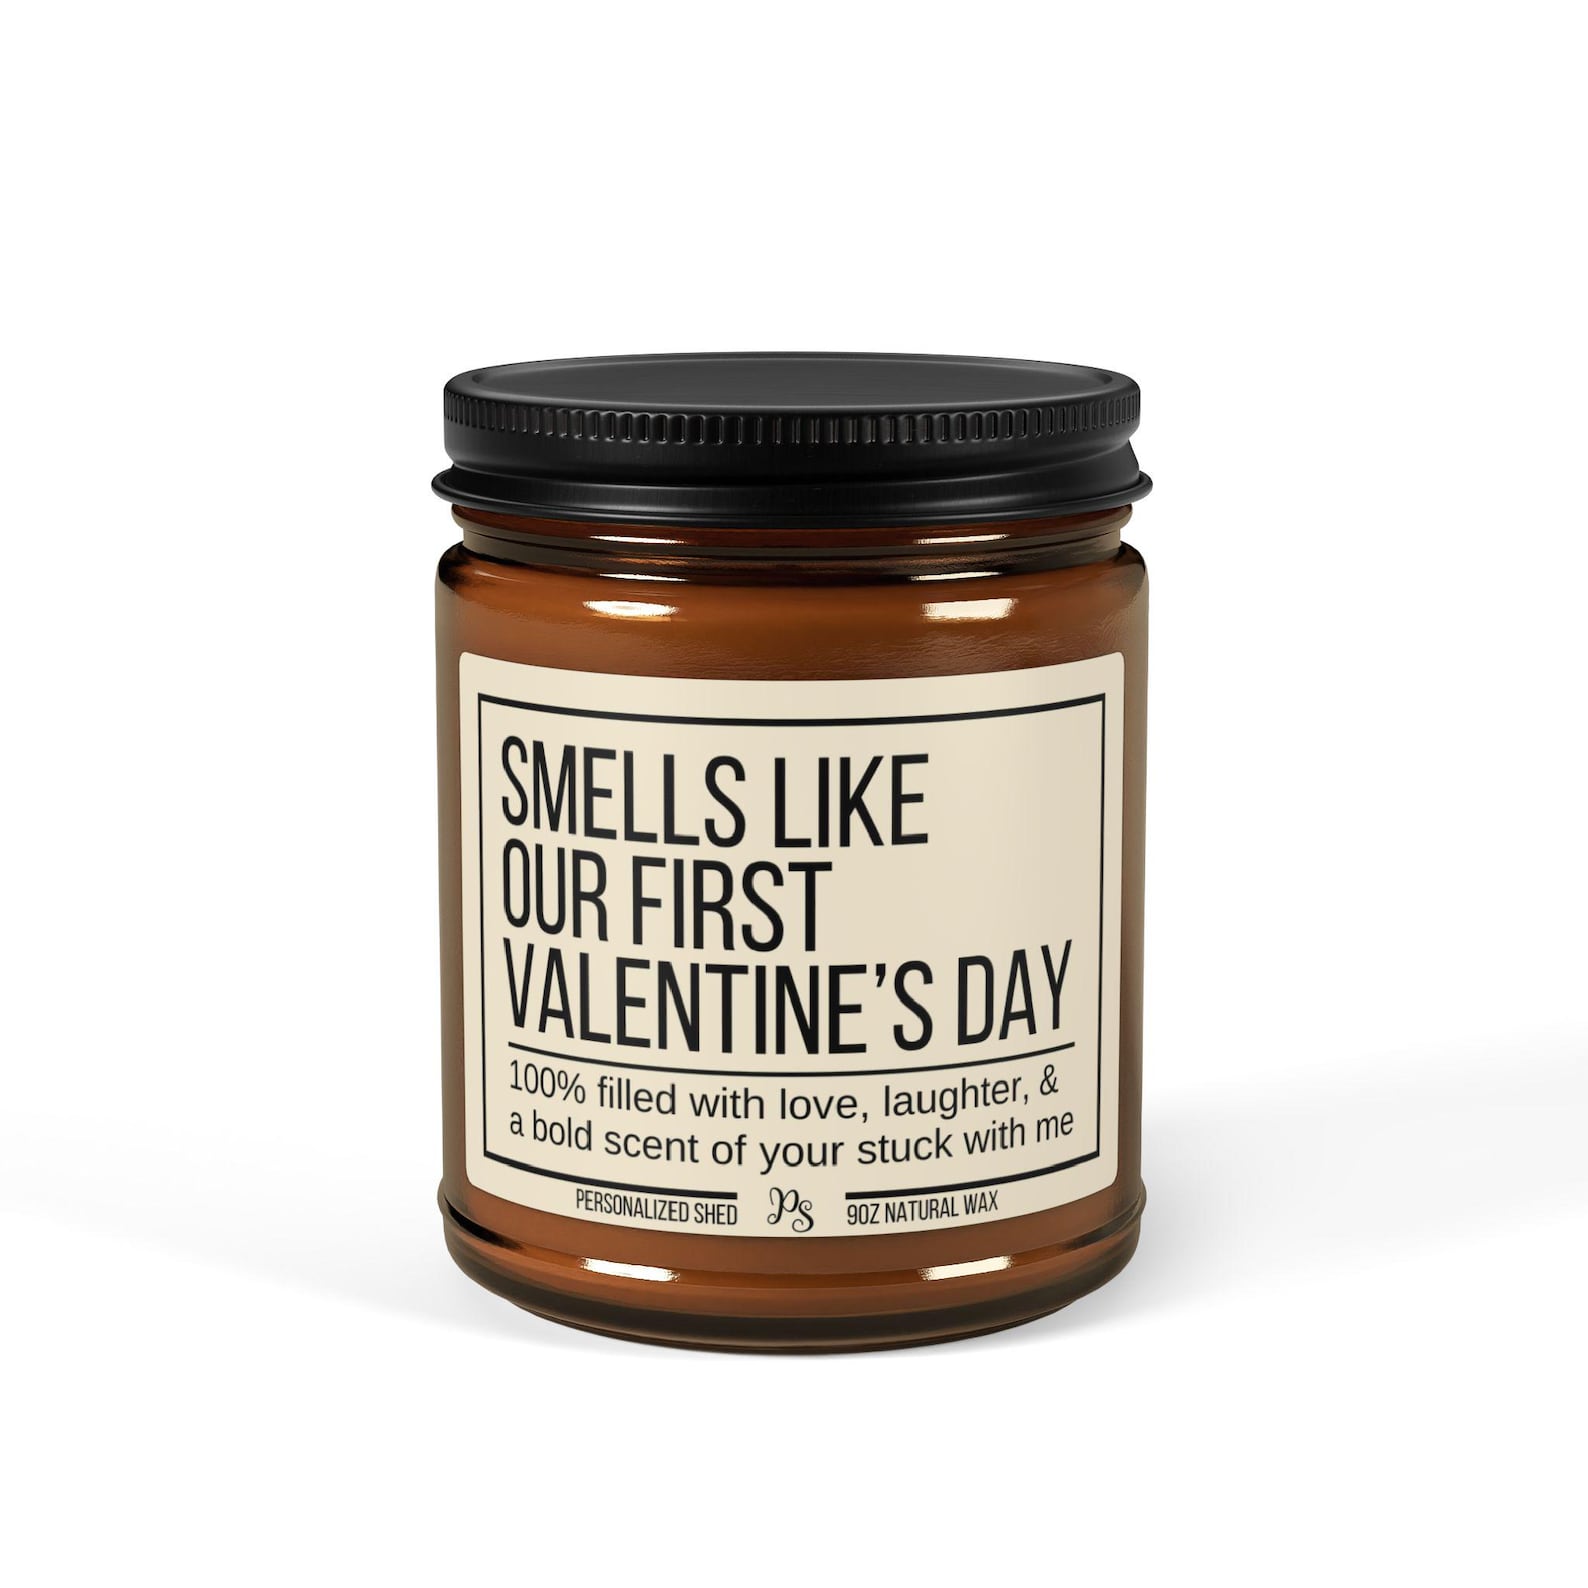 SMELLS LIKE
OUR FIRST
VALENTINE'S DAY
100% filled with love, laughter, &
a bold scent of your stuck with me
PERSONALIZED SHED PS 9OZ NATURAL WAX